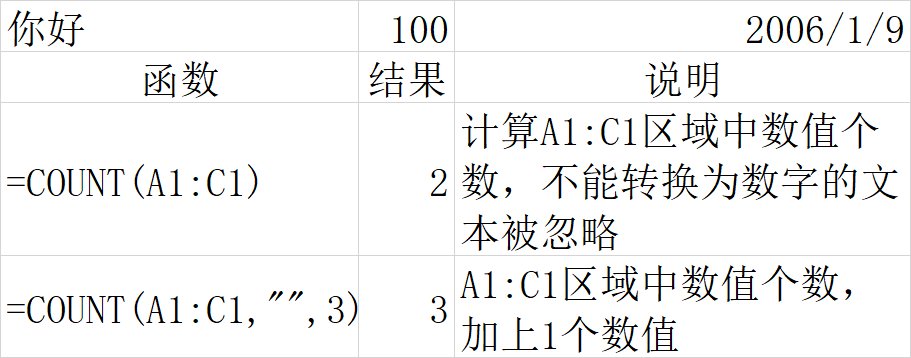 你好 100 2006/1/9
函数 结果 说明
=COUNT(A1:C1) 2 计算A1:C1区域中数值个
数，不能转换为数字的文
本被忽略
=COUNT(A1:C1,"",3) 3 A1:C1区域中数值个数，
加上1个数值